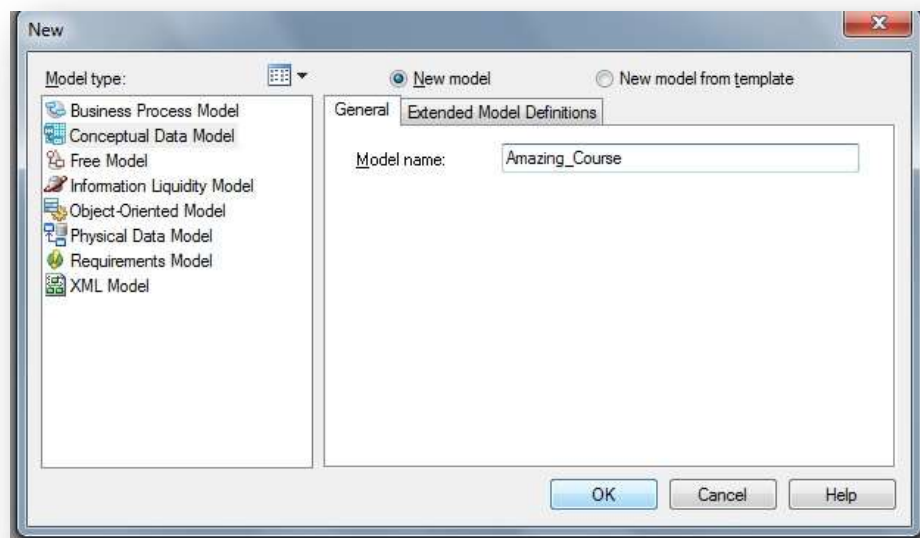 New
Model type:
New model
New model from template
Business Process Model
Conceptual Data Model
Free Model
Information Liquidity Model
Object-Oriented Model
Physical Data Model
Requirements Model
XML Model
General
Extended Model Definitions
Model name:
Amazing_Course
OK
Cancel
Help